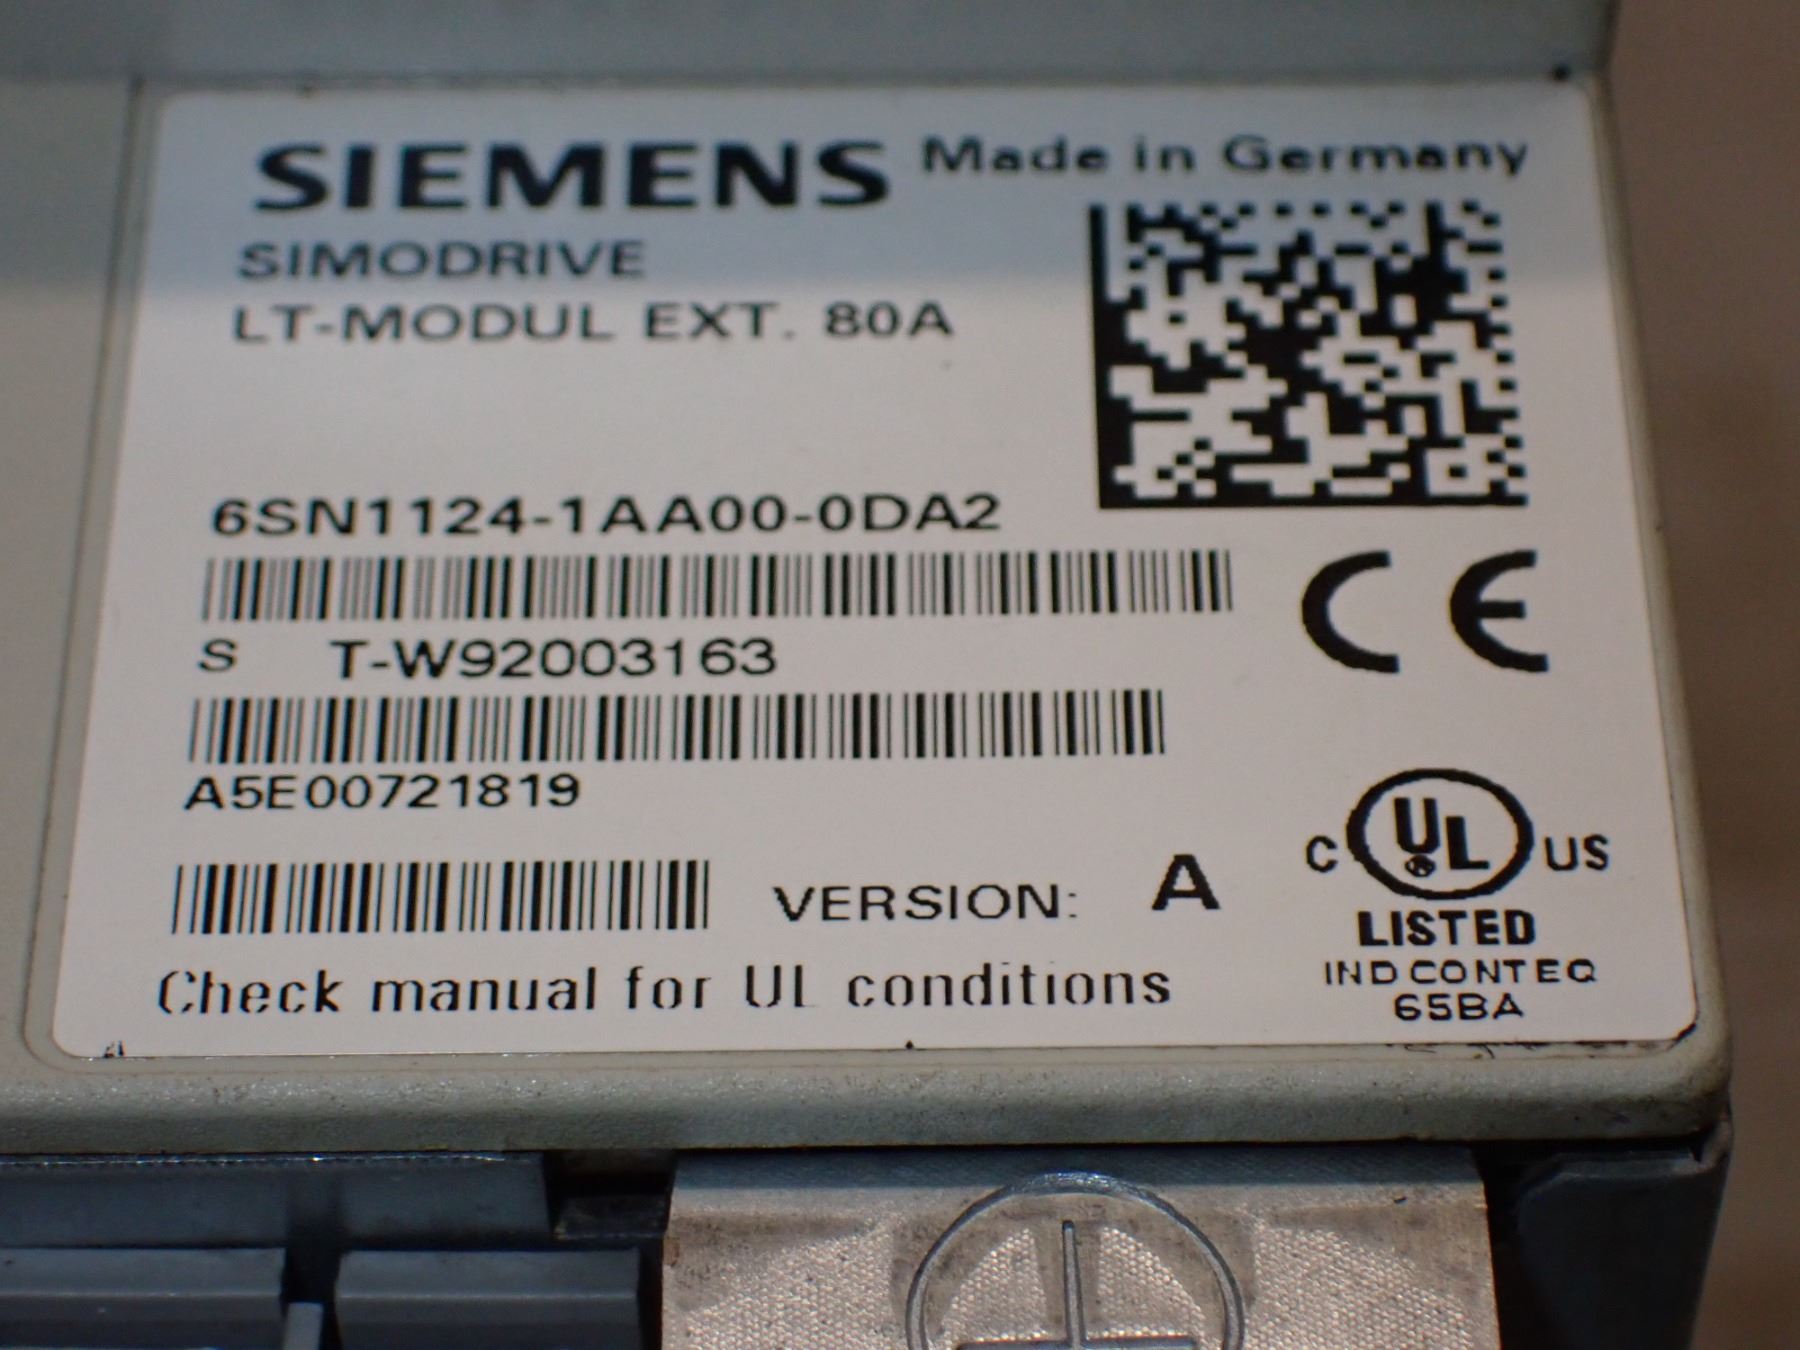 SIEMENS Made in Germany
SIMODRIVE
LT-MODUL EXT. 80A
6SN1124-1AA00-0DA2
S T-W92003163
A5E00721819
VERSION: A
Check manual for UL conditions
C UL US
LISTED
IND CONT EQ
65BA